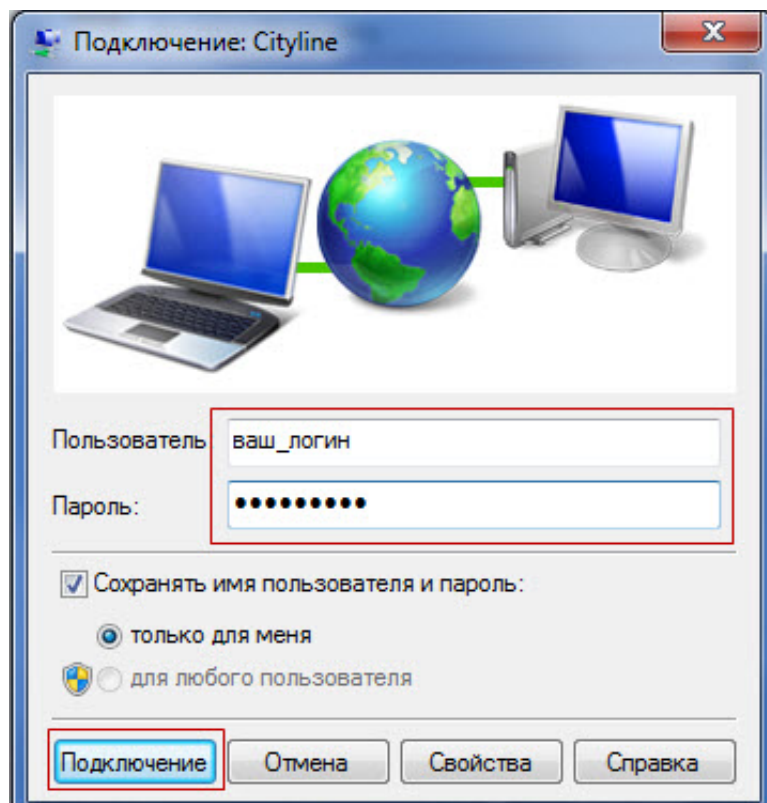 Подключение: Cityline
Пользователь
ваш_логин
Пароль:
•••••••••
Сохранять имя пользователя и пароль:
только для меня
для любого пользователя
Подключение Отмена Свойства Справка